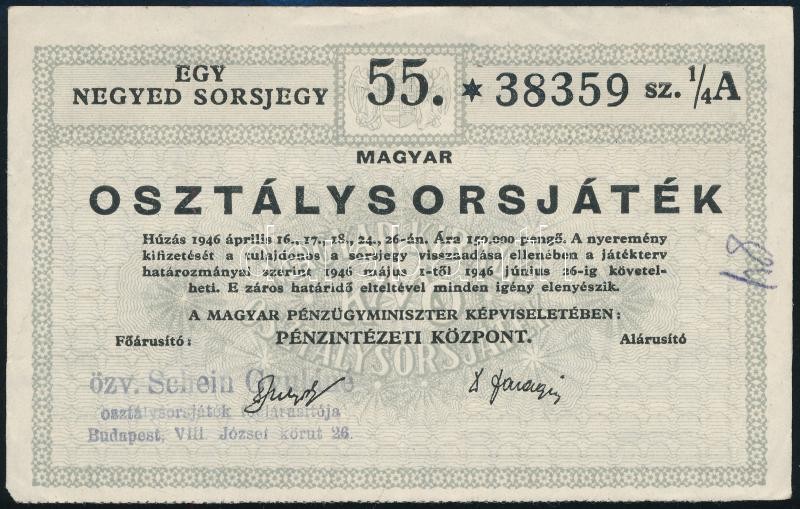 EGY
NEGYED SORSJEGY
55. * 38359 sz. 1/4 A
MAGYAR
OSZTÁLYSORSJÁTÉK
Húzás 1946 április 16., 17., 18., 24., 26-án. Ára 150,000 pengő. A nyeremény
kifizetését a tulajdonos a sorsjegy visszaadása ellenében a játékterv
határozmányai szerint 1946 május 1-től 1946 június 26-ig követel-
heti. E záros határidő elteltével minden igény elenyészik.
A MAGYAR PÉNZÜGYMINISZTER KÉPVISELETÉBEN:
Főárusító: PÉNZINTÉZETI KÖZPONT. Alárusító
özv. Schein
osztálysorsjáték főelárusítója
Budapest, VIII. József körut 26.